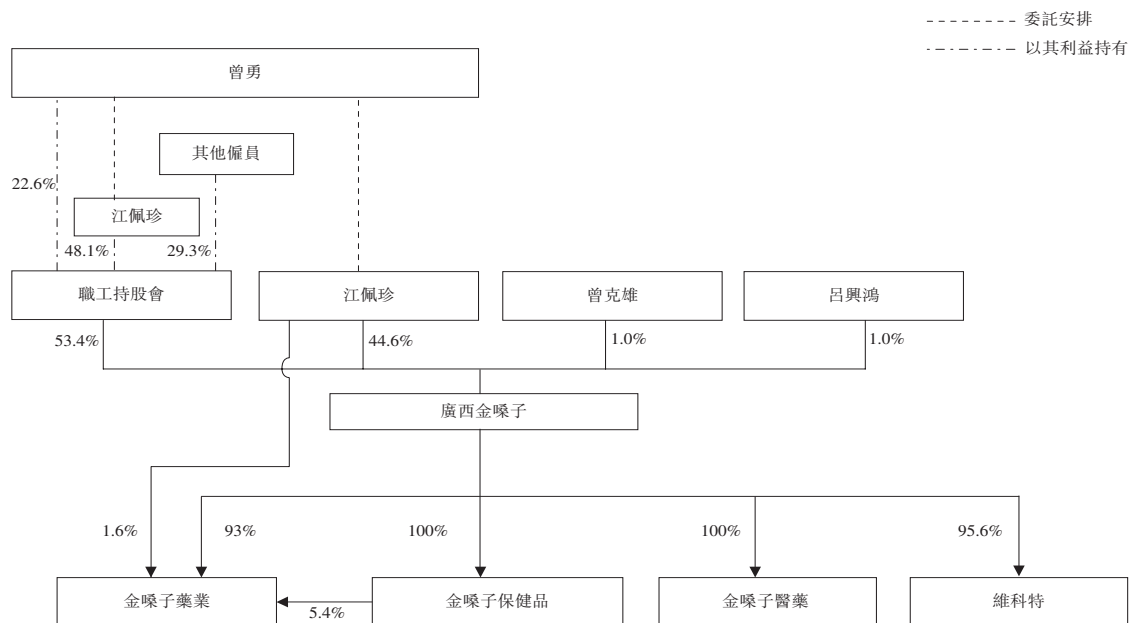 委託安排
以其利益持有
曾勇
其他僱員
22.6%
江佩珍
48.1%
29.3%
職工持股會
江佩珍
曾克雄
呂興鴻
53.4%
44.6%
1.0%
1.0%
廣西金嗓子
1.6%
93%
100%
100%
95.6%
金嗓子藥業
金嗓子保健品
金嗓子醫藥
維科特
5.4%